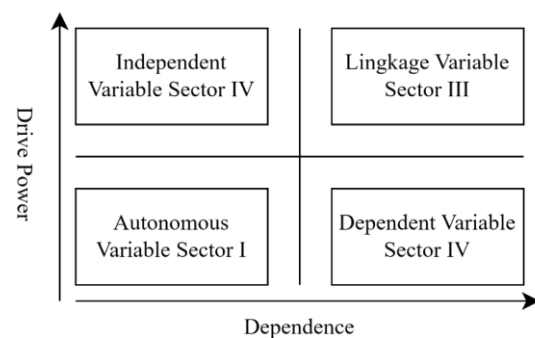 Independent
Variable Sector IV
Lingkage Variable
Sector III
Drive Power
Autonomous
Variable Sector I
Dependent Variable
Sector IV
Dependence